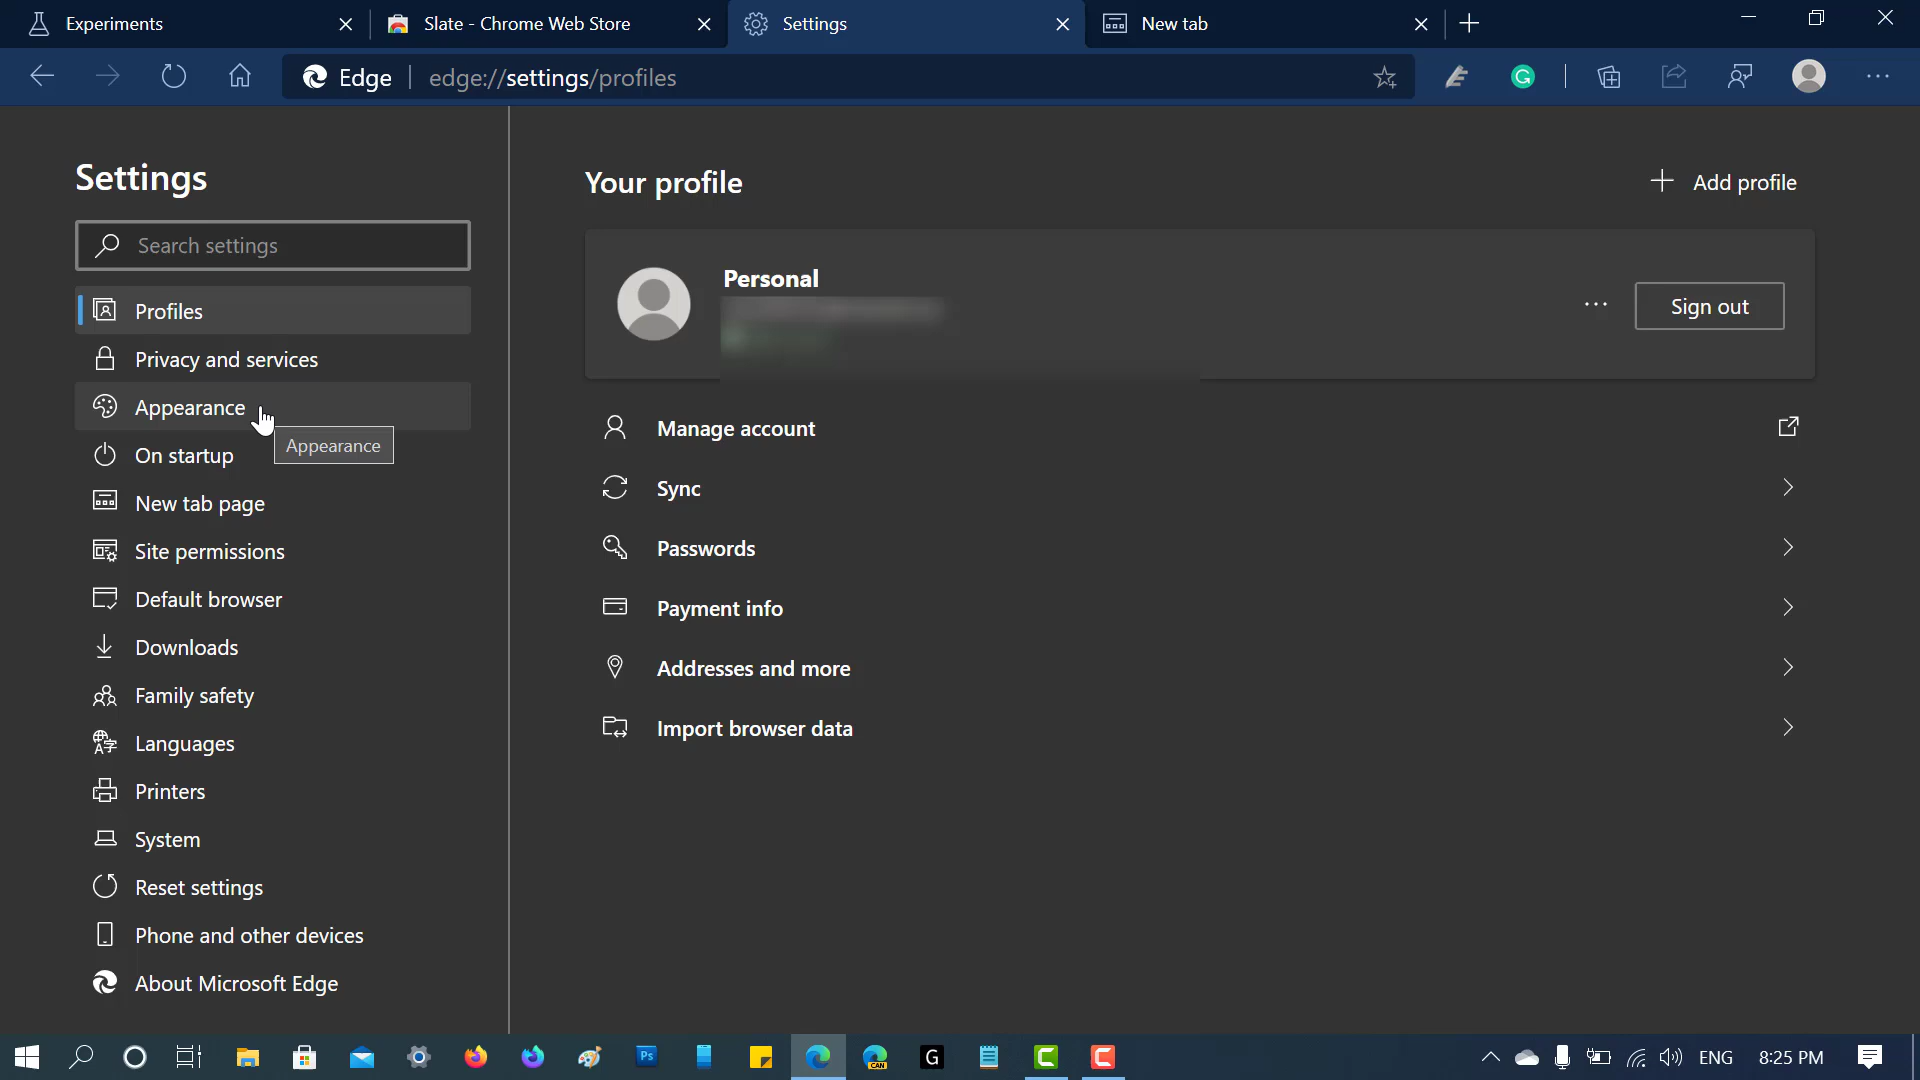 Experiments
Slate - Chrome Web Store
Settings
New tab
Edge
edge://settings/profiles
Settings
Search settings
Profiles
Privacy and services
Appearance
Appearance
On startup
New tab page
Site permissions
Default browser
Downloads
Family safety
Languages
Printers
System
Reset settings
Phone and other devices
About Microsoft Edge
Your profile
Add profile
Personal
Sign out
Manage account
Sync
Passwords
Payment info
Addresses and more
Import browser data
Ps
CAN
G
ENG
8:25 PM